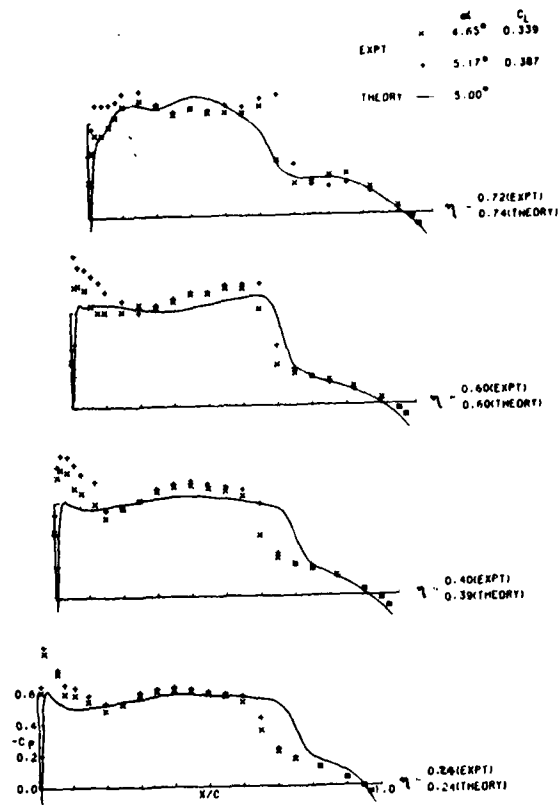 α C_L
EXPT × 4.65° 0.339
+ 5.17° 0.387
THEORY — 5.00°
η - 0.72(EXPT)
0.74(THEORY)
η - 0.60(EXPT)
0.60(THEORY)
η - 0.40(EXPT)
0.39(THEORY)
0.6
0.4
-Cp
0.2
0.0
X/C
1.0
η - (EXPT)
0.24(THEORY)